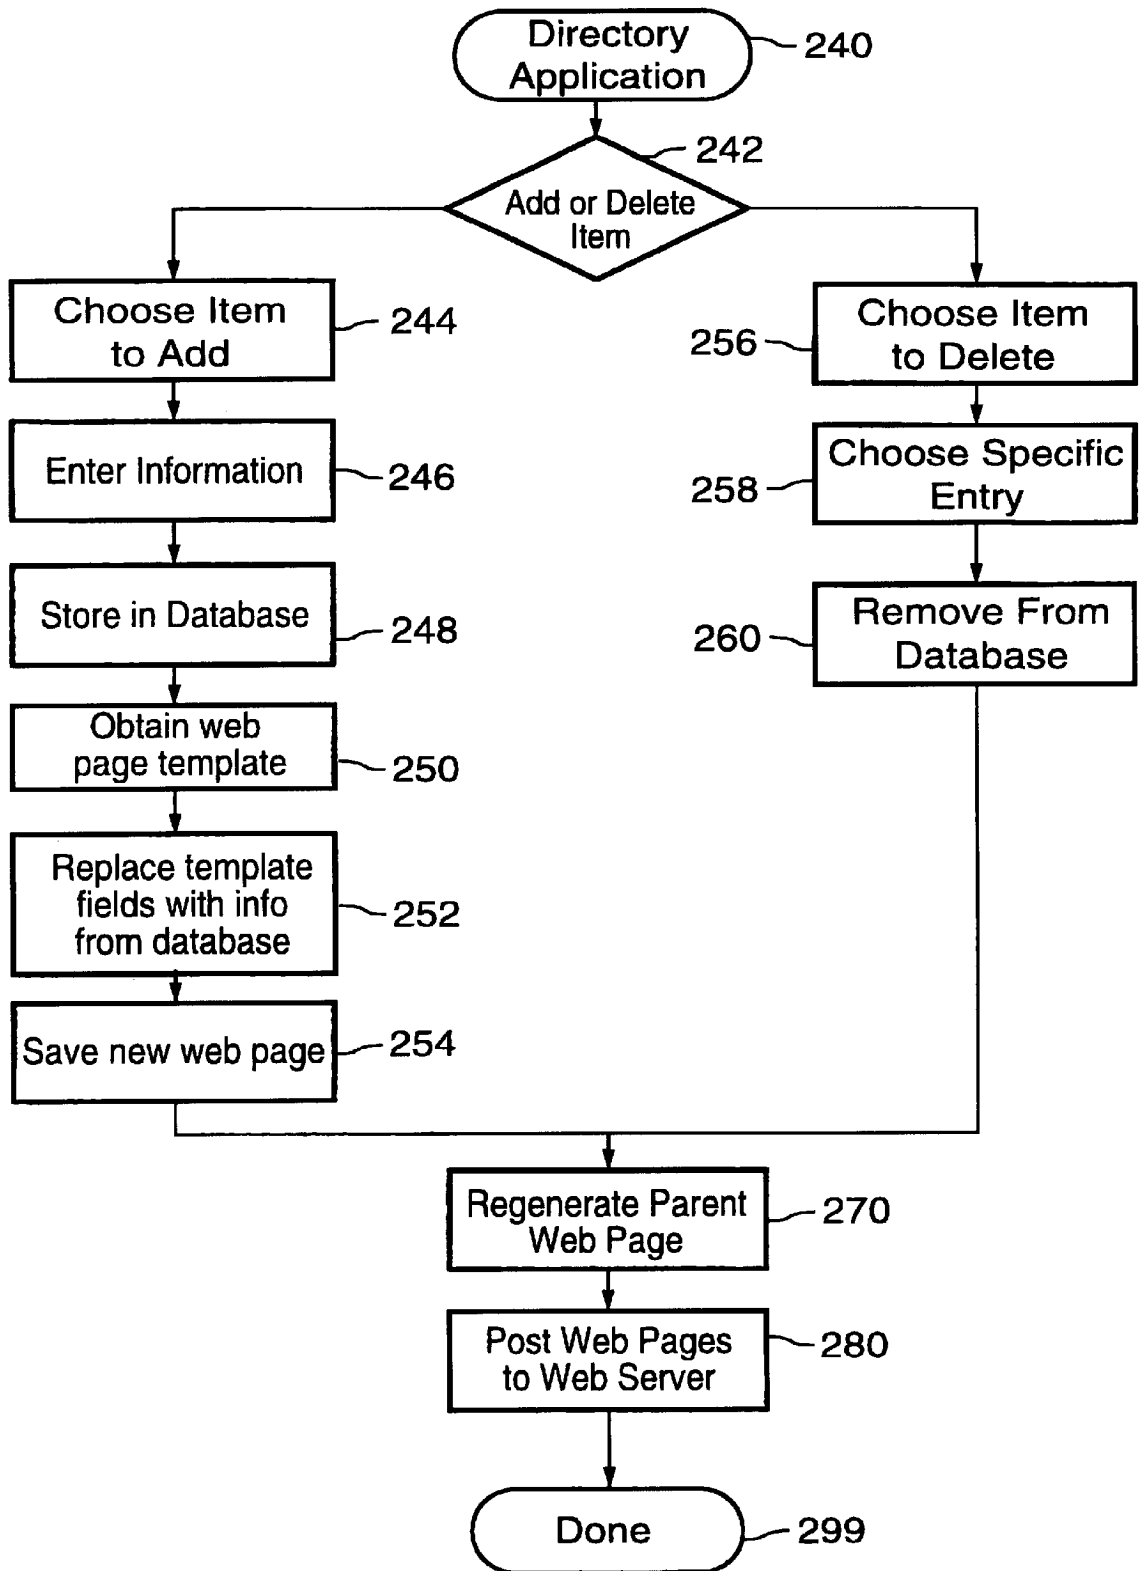 Directory
Application
240
242
Add or Delete
Item
Choose Item
to Add
244
Enter Information
246
Store in Database
248
Obtain web
page template
250
Replace template
fields with info
from database
252
Save new web page
254
Choose Item
to Delete
256
Choose Specific
Entry
258
Remove From
Database
260
Regenerate Parent
Web Page
270
Post Web Pages
to Web Server
280
Done
299